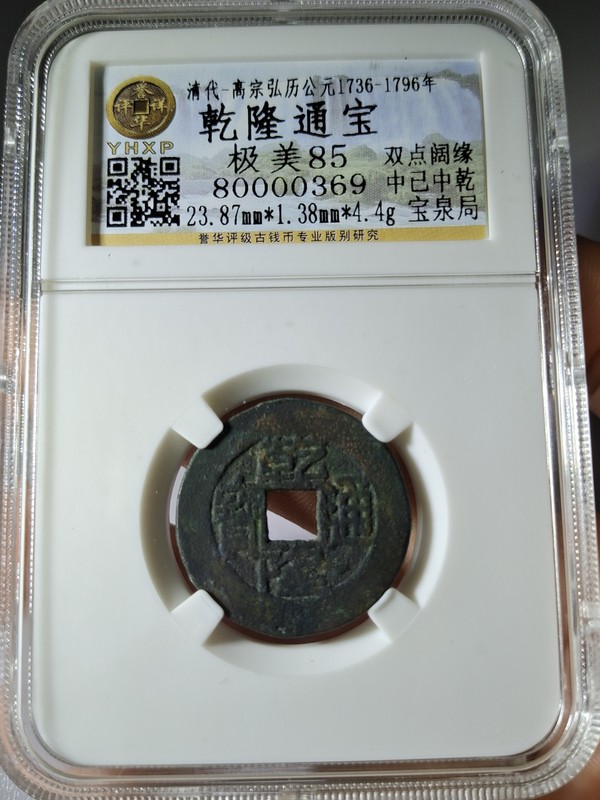 清代-高宗弘历公元1736-1796年
乾隆通宝
极美85
双点阔缘
80000369
中已中乾
23.87mm*1.38mm*4.4g
宝泉局
YHXP
誉华评级古钱币专业版别研究
乾
隆
通